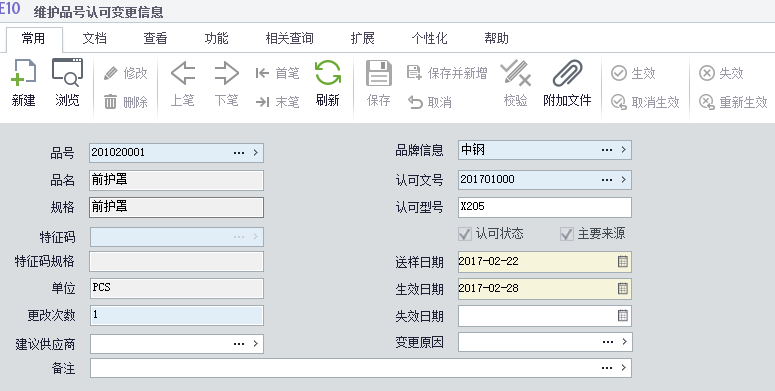 E10 维护品号认可变更信息
常用 文档 查看 功能 相关查询 扩展 个性化 帮助
新建 浏览 修改 删除 上笔 下笔 首笔 末笔 刷新 保存 保存并新增 取消 校验 附加文件 生效 取消生效 失效 重新生效
品号 201020001 ... 品牌信息 中钢 ...
品名 前护罩 认可文号 201701000 ...
规格 前护罩 认可型号 X205
特征码 ... 认可状态 主要来源
特征码规格 送样日期 2017-02-22
单位 PCS 生效日期 2017-02-28
更改次数 1 失效日期
建议供应商 ... 变更原因 ...
备注 ...